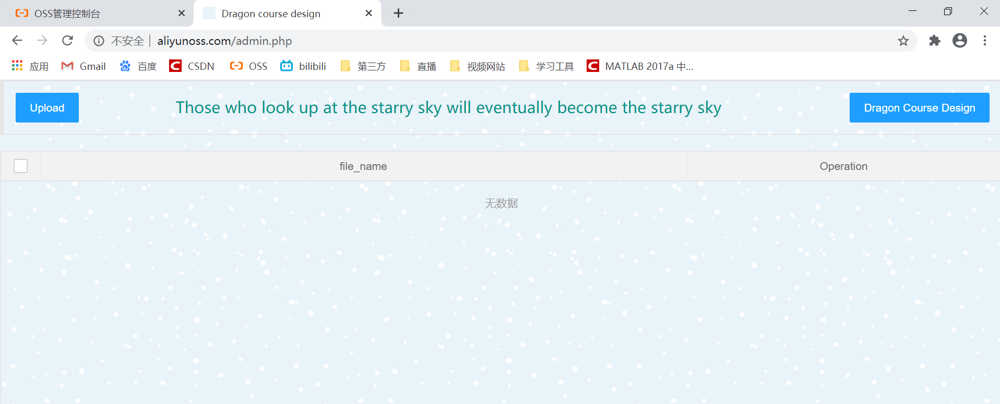 OSS管理控制台
Dragon course design
不安全 aliyunoss.com/admin.php
应用 Gmail 百度 CSDN OSS bilibili 第三方 直播 视频网站 学习工具 MATLAB 2017a 中...
Upload Those who look up at the starry sky will eventually become the starry sky Dragon Course Design
file_name Operation
无数据